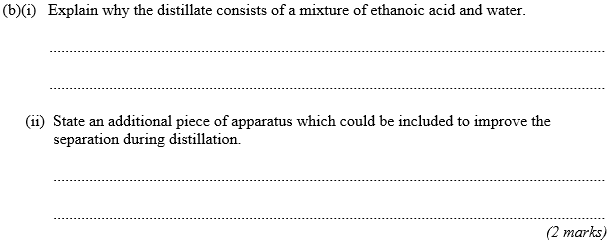 (b)(i) Explain why the distillate consists of a mixture of ethanoic acid and water.
(ii) State an additional piece of apparatus which could be included to improve the
separation during distillation.
(2 marks)